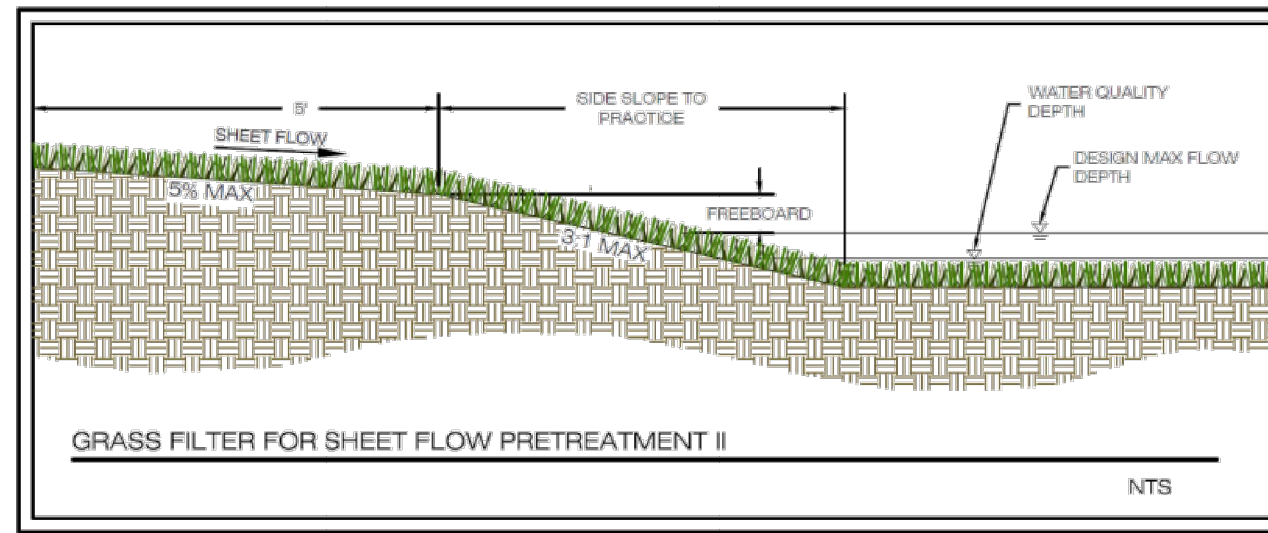 5'
SIDE SLOPE TO
PRACTICE
WATER QUALITY
DEPTH
SHEET FLOW
DESIGN MAX FLOW
DEPTH
5% MAX
FREEBOARD
3:1 MAX
GRASS FILTER FOR SHEET FLOW PRETREATMENT II
NTS